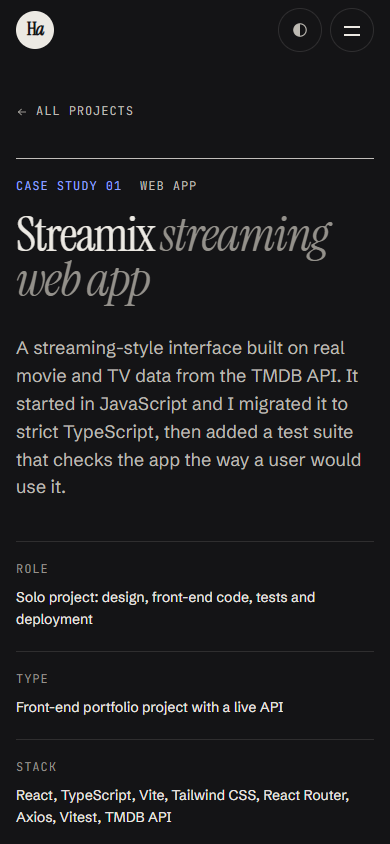 Ha
← ALL PROJECTS
CASE STUDY 01 WEB APP
Streamix streaming
web app
A streaming-style interface built on real
movie and TV data from the TMDB API. It
started in JavaScript and I migrated it to
strict TypeScript, then added a test suite
that checks the app the way a user would
use it.
ROLE
Solo project: design, front-end code, tests and
deployment
TYPE
Front-end portfolio project with a live API
STACK
React, TypeScript, Vite, Tailwind CSS, React Router,
Axios, Vitest, TMDB API